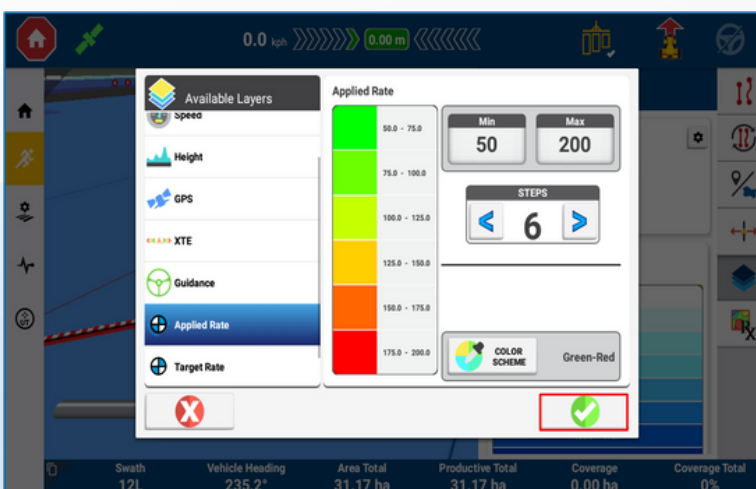 0.0 kph
0.00 m
Available Layers
Speed
Height
GPS
XTE
Guidance
Applied Rate
Target Rate
Applied Rate
50.0 - 75.0
75.0 - 100.0
100.0 - 125.0
125.0 - 150.0
150.0 - 175.0
175.0 - 200.0
Min
50
Max
200
STEPS
6
COLOR
SCHEME
Green-Red
UT
Rx
Swath
12L
Vehicle Heading
235.2°
Area Total
31.17 ha
Productive Total
31.17 ha
Coverage
0.00 ha
Coverage Total
0%